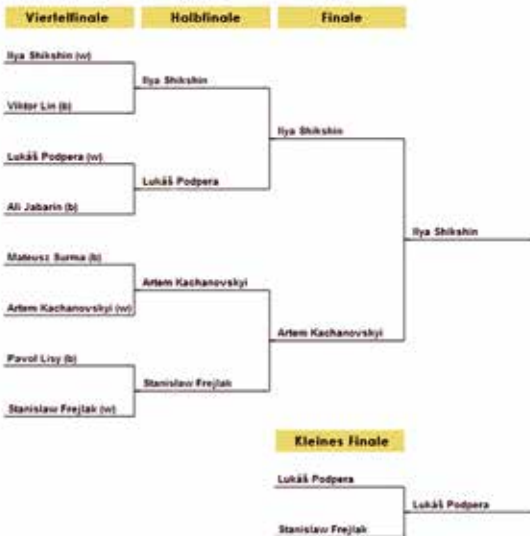 Viertelfinale Halbfinale Finale
Ilya Shikshin (w)
Ilya Shikshin
Viktor Lin (b)
Ilya Shikshin
Lukáš Podpera (w)
Lukáš Podpera
Ali Jabarin (b)
Ilya Shikshin
Mateusz Surma (b)
Artem Kachanovskyi
Artem Kachanovskyi (w)
Artem Kachanovskyi
Pavol Lisy (b)
Stanislaw Frejlak
Stanislaw Frejlak (w)
Kleines Finale
Lukáš Podpera
Lukáš Podpera
Stanislaw Frejlak